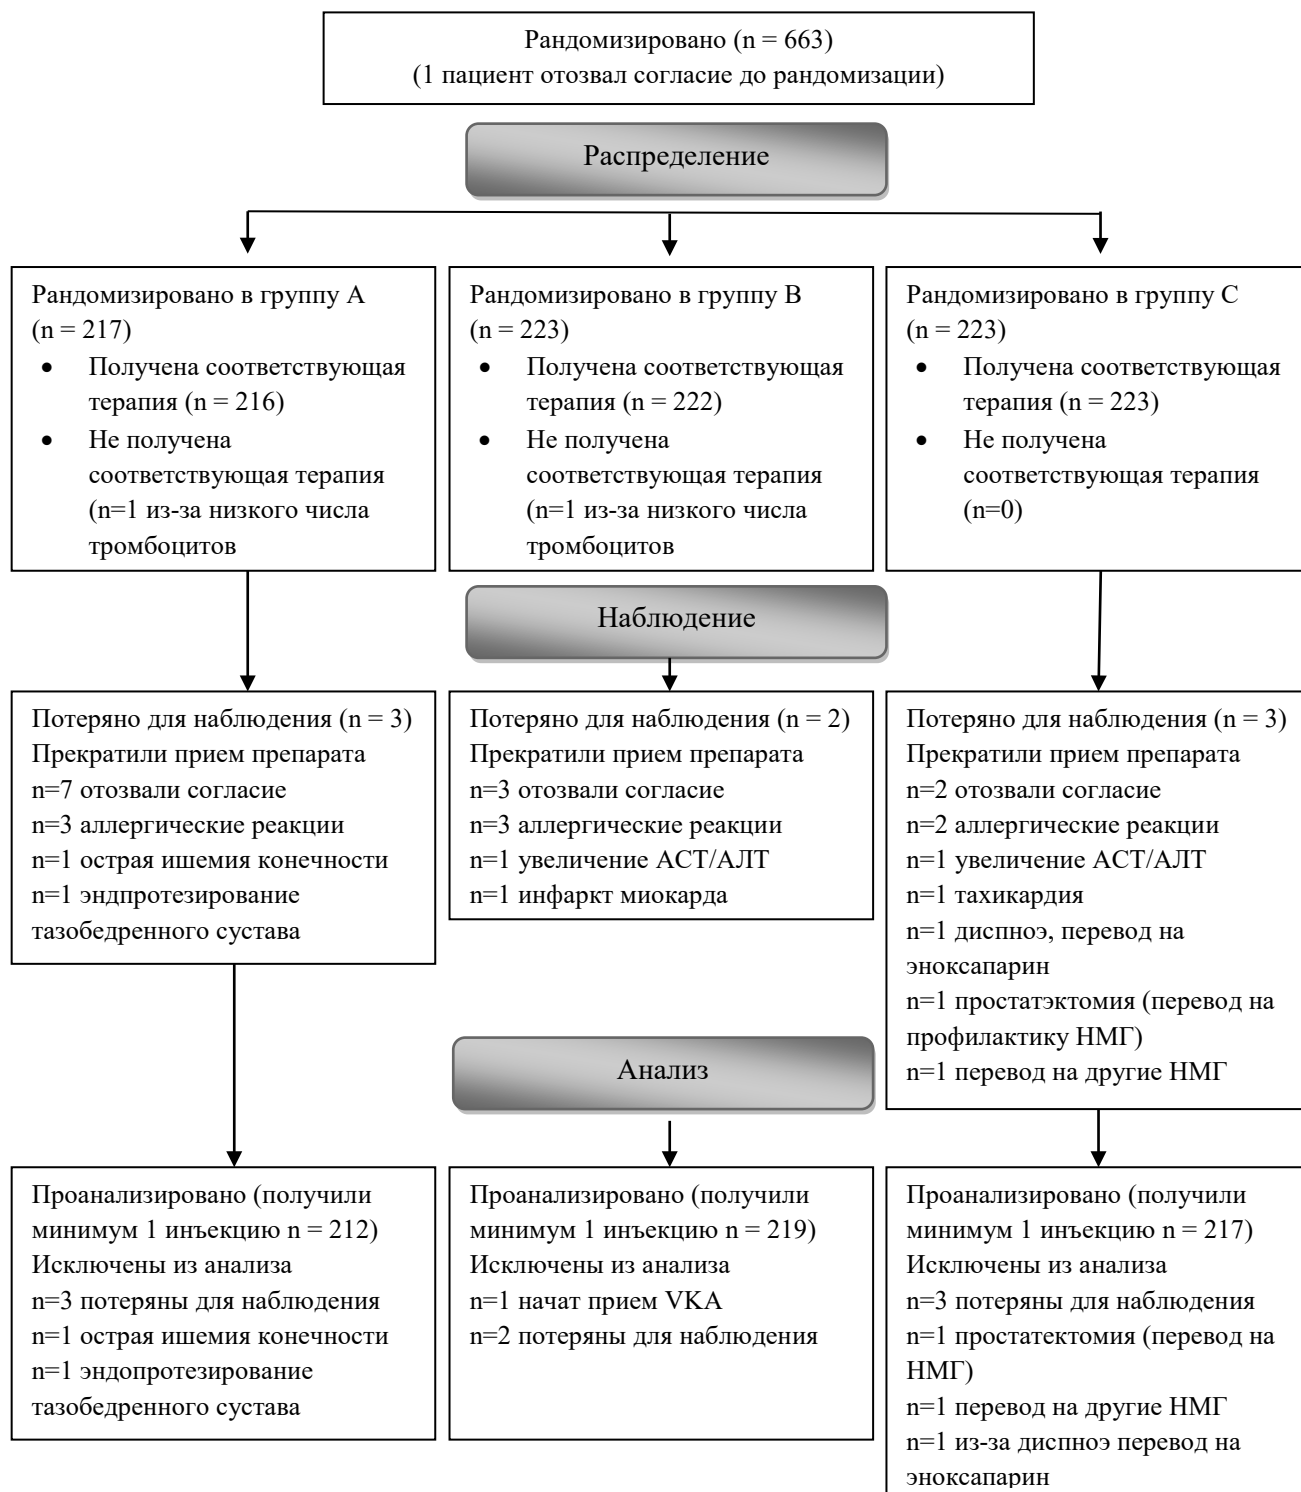 Рандомизировано (n = 663)
(1 пациент отозвал согласие до рандомизации)
Распределение
Рандомизировано в группу А
(n = 217)
• Получена соответствующая
терапия (n = 216)
• Не получена
соответствующая терапия
(n=1 из-за низкого числа
тромбоцитов
Рандомизировано в группу В
(n = 223)
• Получена соответствующая
терапия (n = 222)
• Не получена
соответствующая терапия
(n=1 из-за низкого числа
тромбоцитов
Рандомизировано в группу С
(n = 223)
• Получена соответствующая
терапия (n = 223)
• Не получена
соответствующая терапия
(n=0)
Наблюдение
Потеряно для наблюдения (n = 3)
Прекратили прием препарата
n=7 отозвали согласие
n=3 аллергические реакции
n=1 острая ишемия конечности
n=1 эндпротезирование
тазобедренного сустава
Потеряно для наблюдения (n = 2)
Прекратили прием препарата
n=3 отозвали согласие
n=3 аллергические реакции
n=1 увеличение АСТ/АЛТ
n=1 инфаркт миокарда
Потеряно для наблюдения (n = 3)
Прекратили прием препарата
n=2 отозвали согласие
n=2 аллергические реакции
n=1 увеличение АСТ/АЛТ
n=1 тахикардия
n=1 диспноэ, перевод на
эноксапарин
n=1 простатэктомия (перевод на
профилактику НМГ)
n=1 перевод на другие НМГ
Анализ
Проанализировано (получили
минимум 1 инъекцию n = 212)
Исключены из анализа
n=3 потеряны для наблюдения
n=1 острая ишемия конечности
n=1 эндопротезирование
тазобедренного сустава
Проанализировано (получили
минимум 1 инъекцию n = 219)
Исключены из анализа
n=1 начат прием VKA
n=2 потеряны для наблюдения
Проанализировано (получили
минимум 1 инъекцию n = 217)
Исключены из анализа
n=3 потеряны для наблюдения
n=1 простатектомия (перевод на
НМГ)
n=1 перевод на другие НМГ
n=1 из-за диспноэ перевод на
эноксапарин